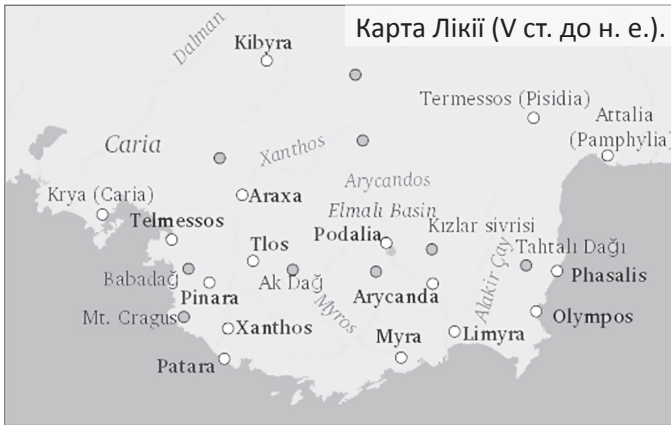 Карта Лікії (V ст. до н. е.).
Dalman
Kibyra
Termessos (Pisidia)
Attalia
(Pamphylia)
Caria
Xanthos
Arycandos
Krya (Caria)
Araxa
Elmalı Basin
Telmessos
Podalia
Kızlar sivrisi
Tlos
Tahtalı Dağı
Babadağ
Ak Dağ
Alakir Çay
Phasalis
Pinara
Myros
Arycanda
Mt. Cragus
Xanthos
Olympos
Myra
Limyra
Patara